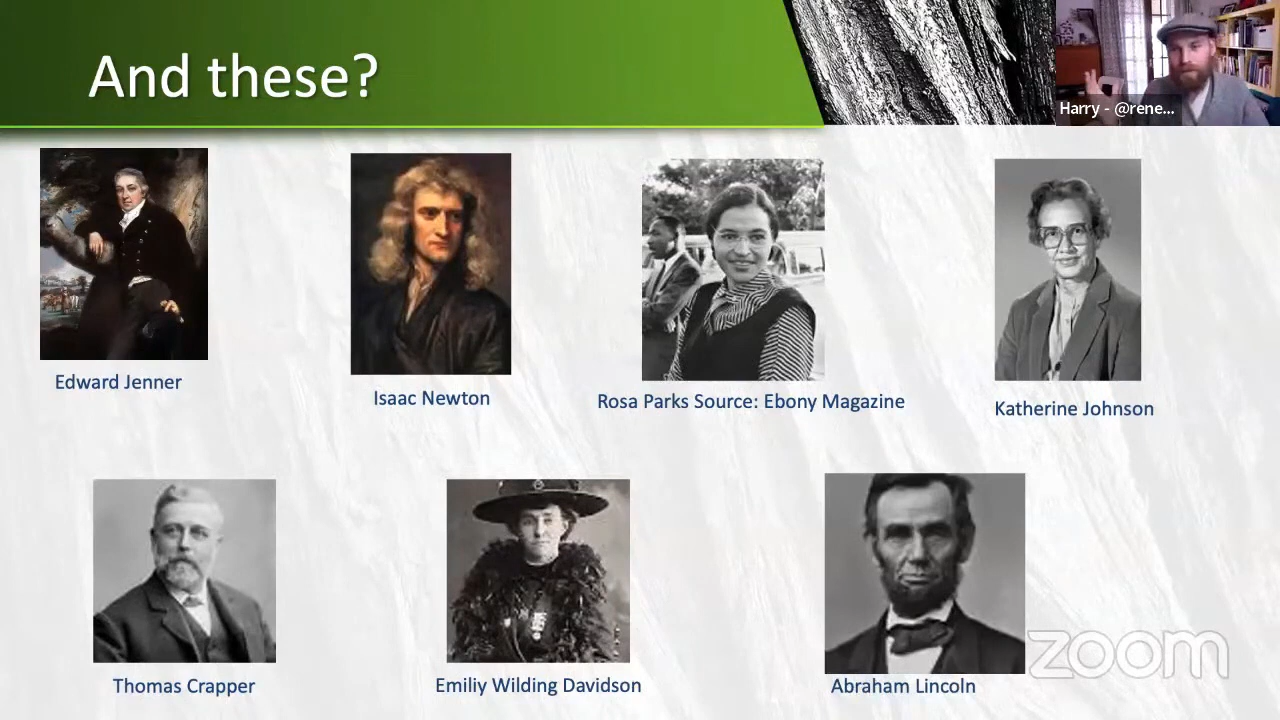 And these?
Harry - @rene...
Edward Jenner
Isaac Newton
Rosa Parks Source: Ebony Magazine
Katherine Johnson
Thomas Crapper
Emiliy Wilding Davidson
Abraham Lincoln
zoom